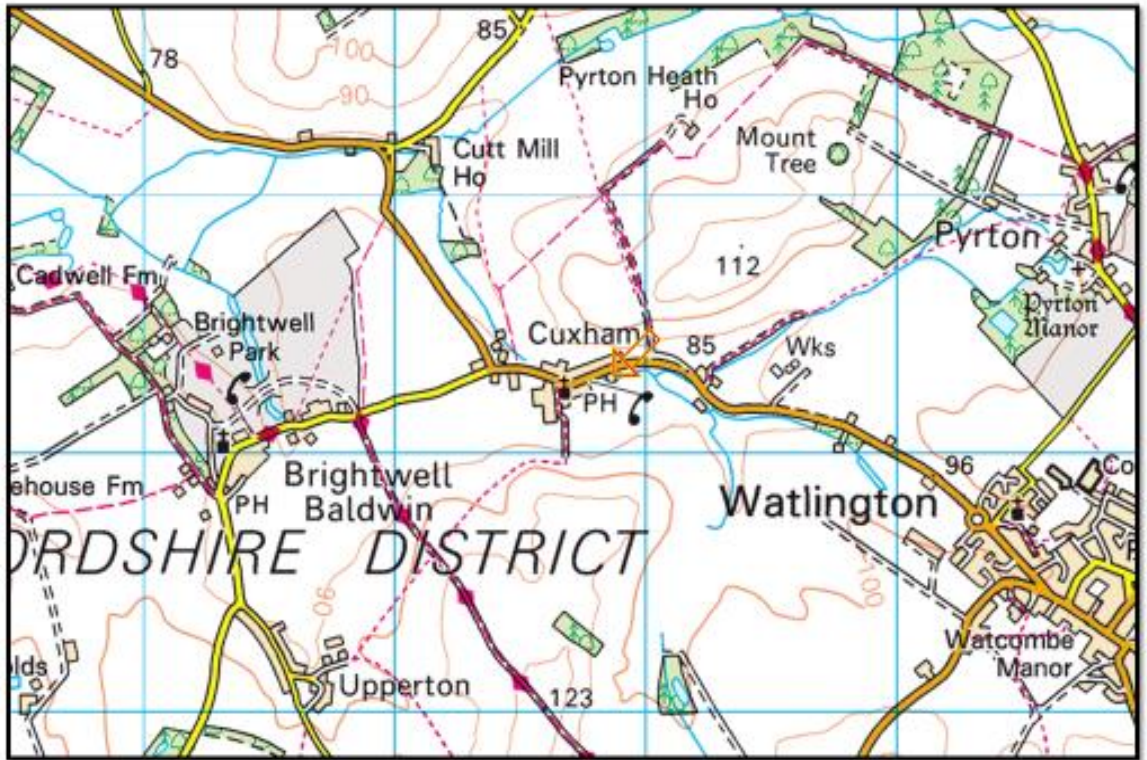 78
100
85
90
Pyrton Heath
Ho
Cutt Mill
Ho
Mount
Tree
Pyrton
Cadwell Fm
112
Pyrton
Manor
Brightwell
Park
Cuxham
85
Wks
PH
Brightwell
Baldwin
96
Co
ehouse Fm
PH
Watlington
ORDSHIRE DISTRICT
90
100
Watcombe
Manor
olds
Upperton
123